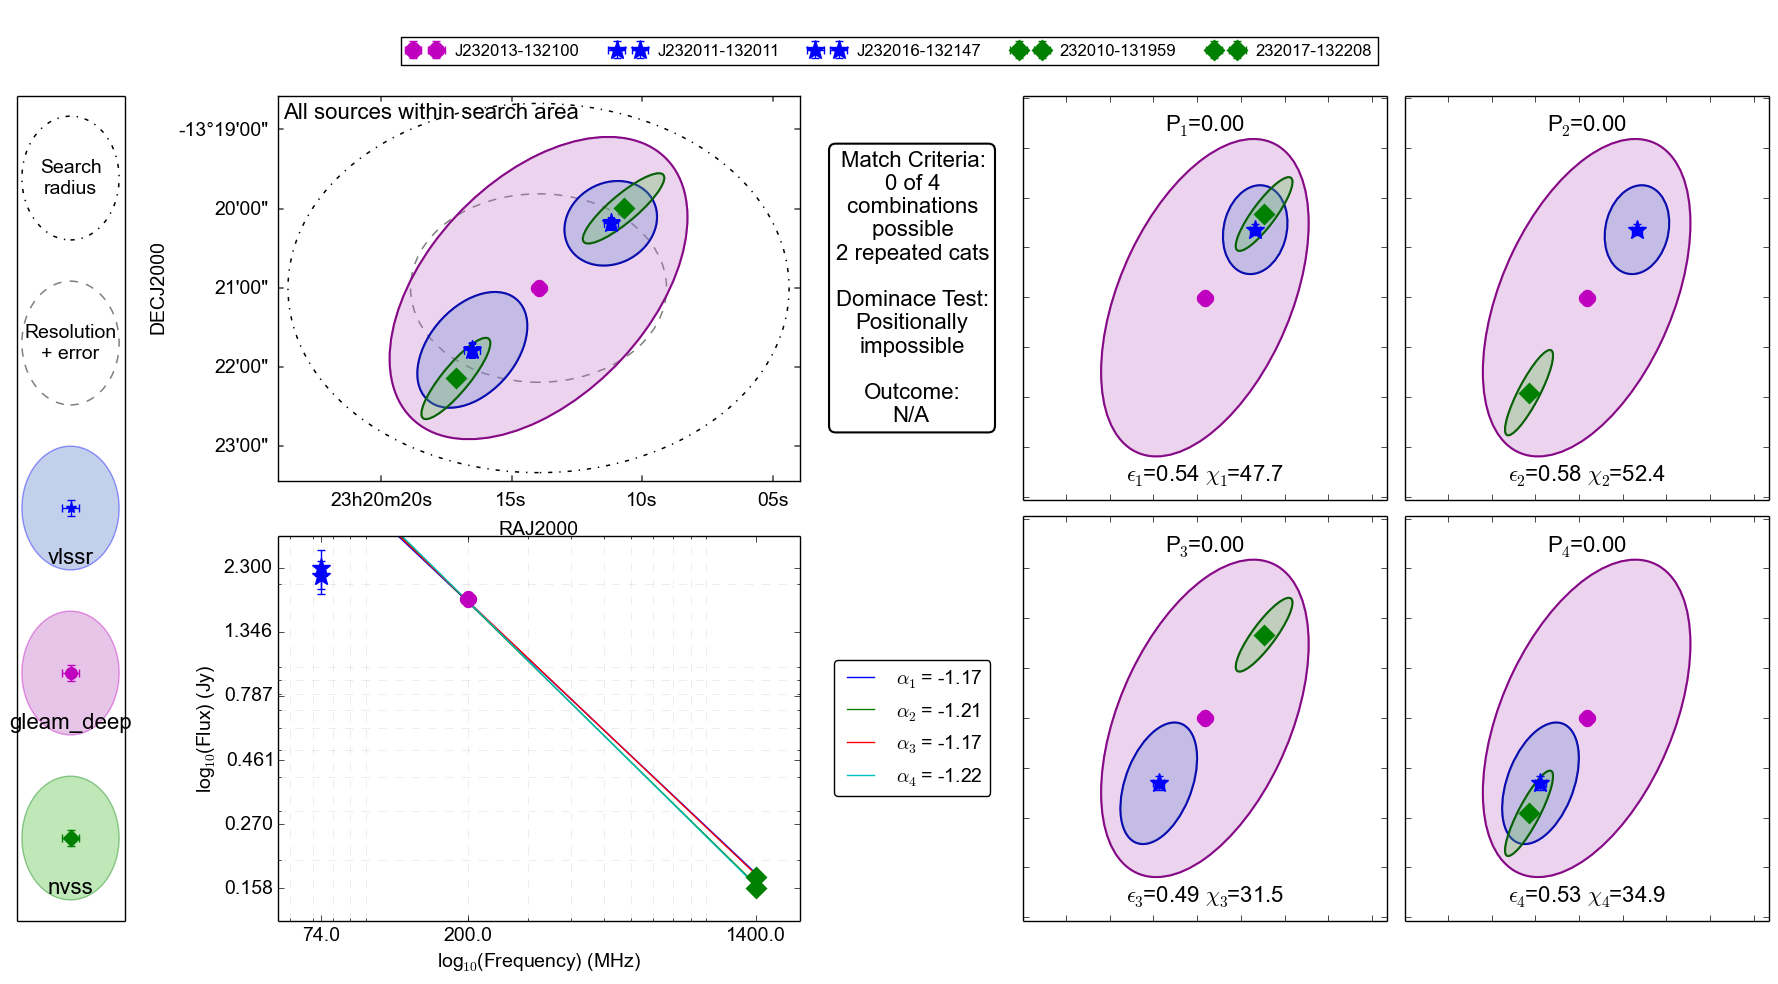 J232013-132100 J232011-132011 J232016-132147 232010-131959 232017-132208
Search
radius
Resolution
+ error
vlssr
gleam_deep
nvss
All sources within search area
DECJ2000
-13°19'00"
20'00"
21'00"
22'00"
23'00"
23h20m20s 15s 10s 05s
RAJ2000
Match Criteria:
0 of 4
combinations
possible
2 repeated cats
Dominace Test:
Positionally
impossible
Outcome:
N/A
log₁₀(Flux) (Jy)
2.300
1.346
0.787
0.461
0.270
0.158
74.0 200.0 1400.0
log₁₀(Frequency) (MHz)
α₁ = -1.17
α₂ = -1.21
α₃ = -1.17
α₄ = -1.22
P₁=0.00
ϵ₁=0.54 χ₁=47.7
P₂=0.00
ϵ₂=0.58 χ₂=52.4
P₃=0.00
ϵ₃=0.49 χ₃=31.5
P₄=0.00
ϵ₄=0.53 χ₄=34.9